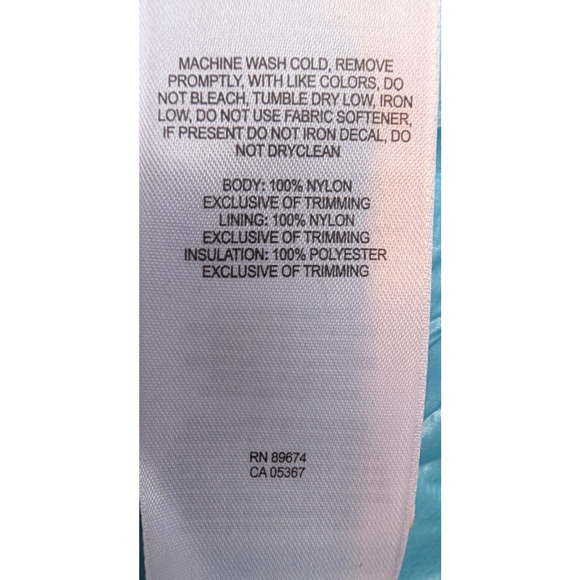 MACHINE WASH COLD, REMOVE
PROMPTLY, WITH LIKE COLORS, DO
NOT BLEACH, TUMBLE DRY LOW, IRON
LOW, DO NOT USE FABRIC SOFTENER,
IF PRESENT DO NOT IRON DECAL, DO
NOT DRYCLEAN
BODY: 100% NYLON
EXCLUSIVE OF TRIMMING
LINING: 100% NYLON
EXCLUSIVE OF TRIMMING
INSULATION: 100% POLYESTER
EXCLUSIVE OF TRIMMING
RN 89674
CA 05367